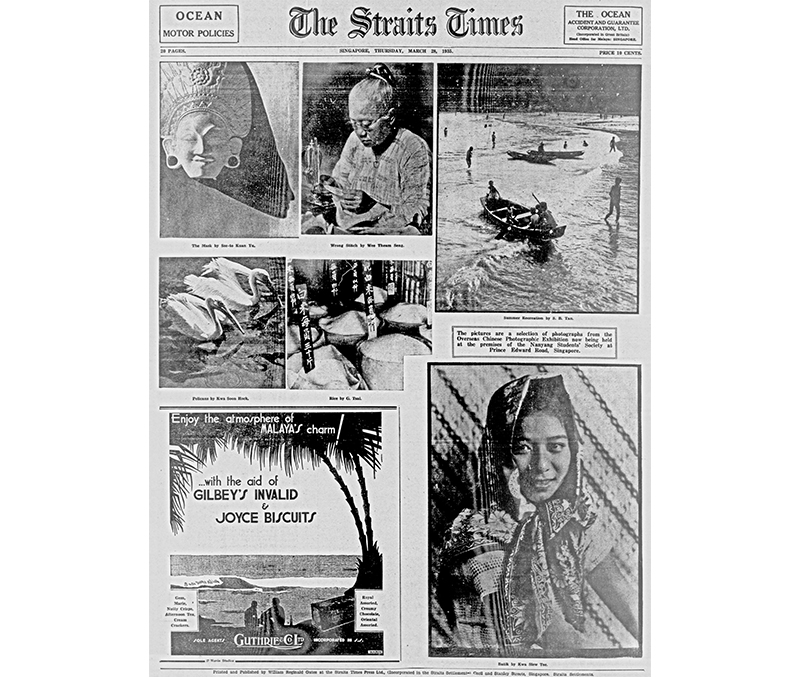 OCEAN
MOTOR POLICIES
The Straits Times
THE OCEAN
ACCIDENT AND GUARANTEE
CORPORATION, LTD.
(Incorporated in Great Britain)
Head Office for Malaya: SINGAPORE.
20 PAGES.
SINGAPORE, THURSDAY, MARCH 28, 1935.
PRICE 10 CENTS.
The Mask by
Wrong Stitch by Wee Theam Seng.
Summer Recreation by S. H. Tan.
The pictures are a selection of photographs from the
Overseas Chinese Photographic Exhibition now being held
at the premises of the Nanyang Students' Society at
Prince Edward Road, Singapore.
Pelicans by Kwa Soon Hock.
Rice by G. Tsai.
Enjoy the atmosphere of
MALAYA'S charm!
...with the aid of
GILBEY'S INVALID
&
JOYCE BISCUITS
Gem,
Marie,
Nutty Crisps,
Afternoon Tea,
Cream
Crackers.
Royal
Assorted,
Creamy
Chocolate,
Oriental
Assorted.
SOLE AGENTS GUTHRIE & CO LTD INCORPORATED IN S.S.
Batik by Kwa Siew Tee.
Printed and Published by William Reginald at the Straits Times Press Ltd., (Incorporated in the Straits Settlements) Cecil and Stanley Streets, Singapore, Straits Settlements.